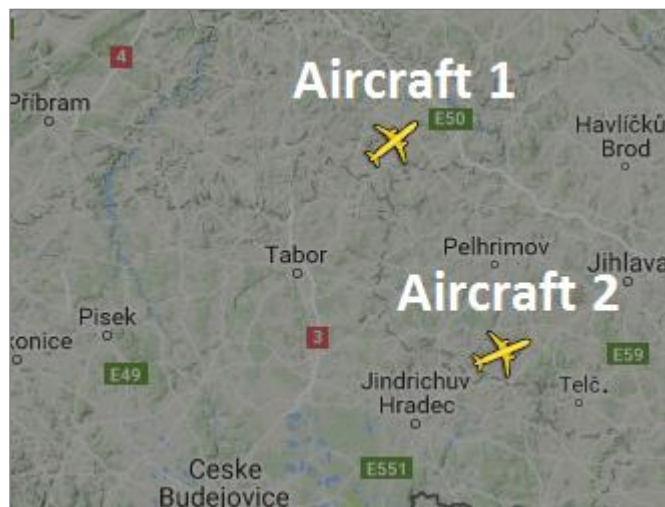 4
Aircraft 1
Příbram
E50
Havlíčkův
Brod
Tabor
Pelhrimov
Jihlava
Aircraft 2
Pisek
konice
3
E49
E59
Jindrichuv
Hradec
Telč.
Ceske
Budejovice
E551